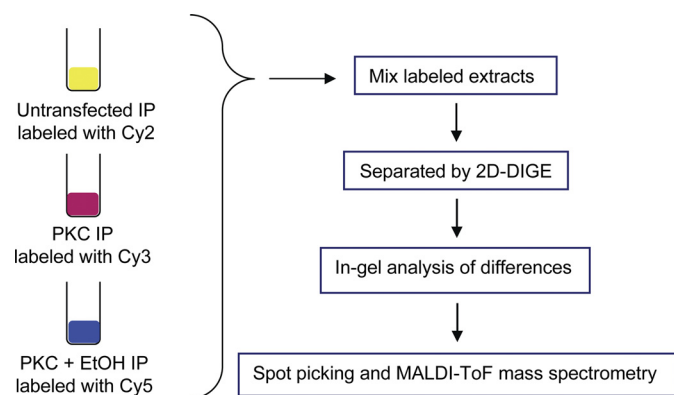 Untransfected IP
labeled with Cy2
PKC IP
labeled with Cy3
PKC + EtOH IP
labeled with Cy5
Mix labeled extracts
Separated by 2D-DIGE
In-gel analysis of differences
Spot picking and MALDI-ToF mass spectrometry